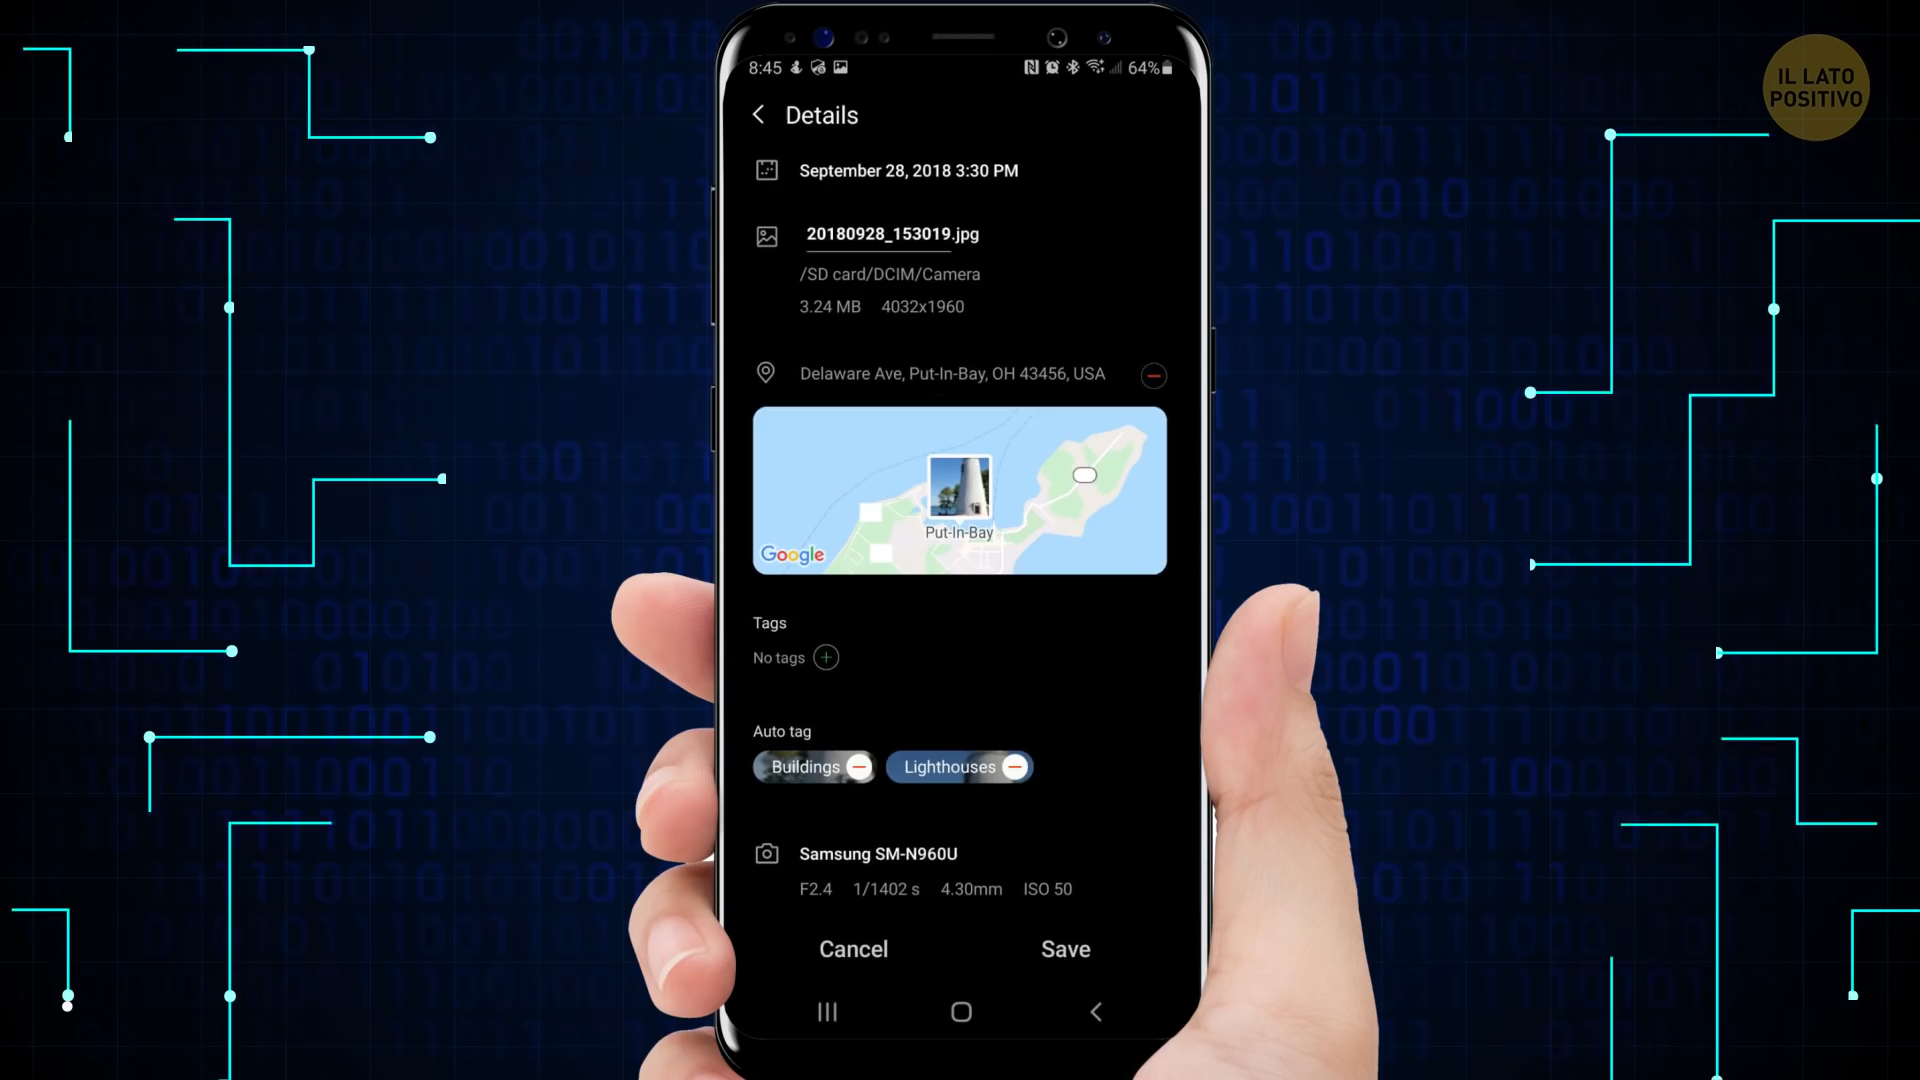 IL LATO
POSITIVO
8:45 64%
Details
September 28, 2018 3:30 PM
20180928_153019.jpg
/SD card/DCIM/Camera
3.24 MB 4032x1960
Delaware Ave, Put-In-Bay, OH 43456, USA
Put-In-Bay
Google
Tags
No tags
Auto tag
Buildings Lighthouses
Samsung SM-N960U
F2.4 1/1402 s 4.30mm ISO 50
Cancel Save